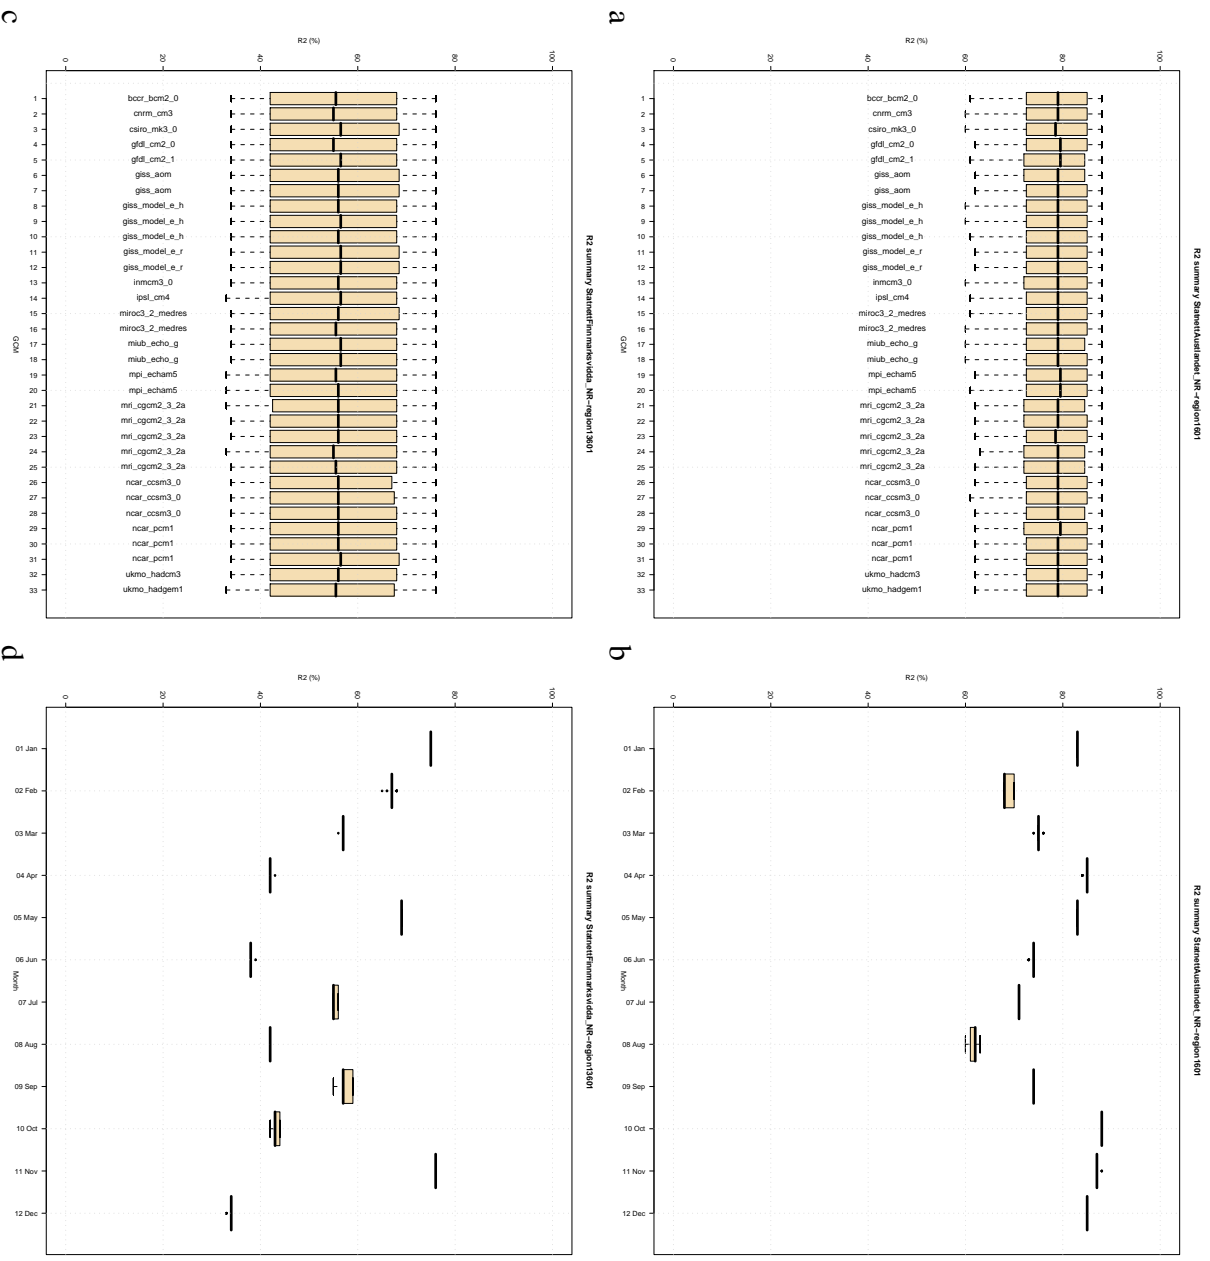 a
R2 summary StatnettAustlandet_NR−region1601
R2 (%)
0
20
40
60
80
100
1
2
3
4
5
6
7
8
9
10
11
12
13
14
15
16
17
18
19
20
21
22
23
24
25
26
27
28
29
30
31
32
33
bccr_bcm2_0
cnrm_cm3
csiro_mk3_0
gfdl_cm2_0
gfdl_cm2_1
giss_aom
giss_aom
giss_model_e_h
giss_model_e_h
giss_model_e_h
giss_model_e_r
giss_model_e_r
inmcm3_0
ipsl_cm4
miroc3_2_medres
miroc3_2_medres
miub_echo_g
miub_echo_g
mpi_echam5
mpi_echam5
mri_cgcm2_3_2a
mri_cgcm2_3_2a
mri_cgcm2_3_2a
mri_cgcm2_3_2a
mri_cgcm2_3_2a
ncar_ccsm3_0
ncar_ccsm3_0
ncar_ccsm3_0
ncar_pcm1
ncar_pcm1
ncar_pcm1
ukmo_hadcm3
ukmo_hadgem1
GCM
b
R2 summary StatnettAustlandet_NR−region1601
R2 (%)
0
20
40
60
80
100
01 Jan
02 Feb
03 Mar
04 Apr
05 May
06 Jun
07 Jul
08 Aug
09 Sep
10 Oct
11 Nov
12 Dec
Month
c
R2 summary StatnettFinnmarksvidda_NR−region13601
R2 (%)
0
20
40
60
80
100
1
2
3
4
5
6
7
8
9
10
11
12
13
14
15
16
17
18
19
20
21
22
23
24
25
26
27
28
29
30
31
32
33
bccr_bcm2_0
cnrm_cm3
csiro_mk3_0
gfdl_cm2_0
gfdl_cm2_1
giss_aom
giss_aom
giss_model_e_h
giss_model_e_h
giss_model_e_h
giss_model_e_r
giss_model_e_r
inmcm3_0
ipsl_cm4
miroc3_2_medres
miroc3_2_medres
miub_echo_g
miub_echo_g
mpi_echam5
mpi_echam5
mri_cgcm2_3_2a
mri_cgcm2_3_2a
mri_cgcm2_3_2a
mri_cgcm2_3_2a
mri_cgcm2_3_2a
ncar_ccsm3_0
ncar_ccsm3_0
ncar_ccsm3_0
ncar_pcm1
ncar_pcm1
ncar_pcm1
ukmo_hadcm3
ukmo_hadgem1
GCM
d
R2 summary StatnettFinnmarksvidda_NR−region13601
R2 (%)
0
20
40
60
80
100
01 Jan
02 Feb
03 Mar
04 Apr
05 May
06 Jun
07 Jul
08 Aug
09 Sep
10 Oct
11 Nov
12 Dec
Month